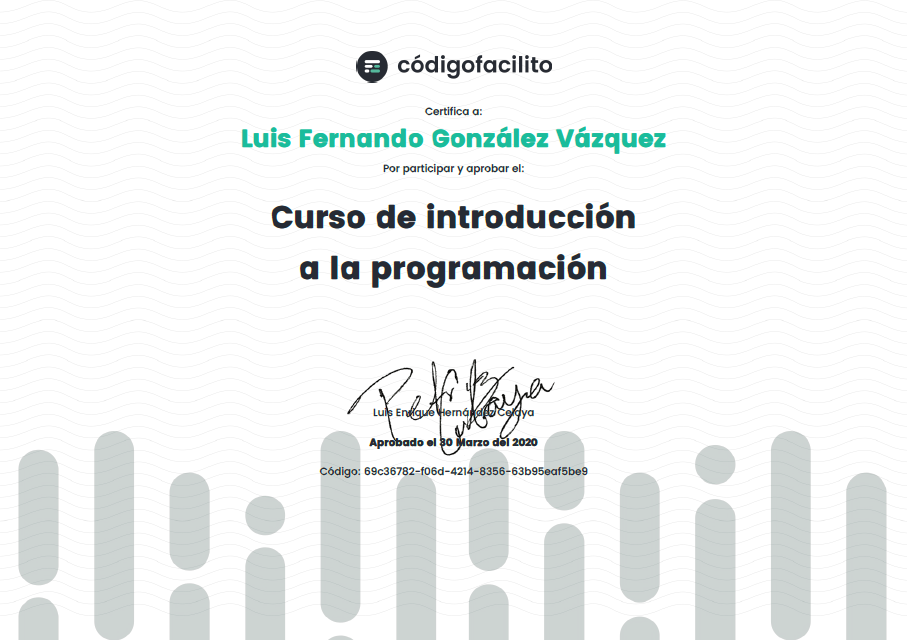 códigofacilito
Certifica a:
Luis Fernando González Vázquez
Por participar y aprobar el:
Curso de introducción
a la programación
Luis Enrique Hernández Celaya
Aprobado el 30 Marzo del 2020
Código: 69c36782-f06d-4214-8356-63b95eaf5be9